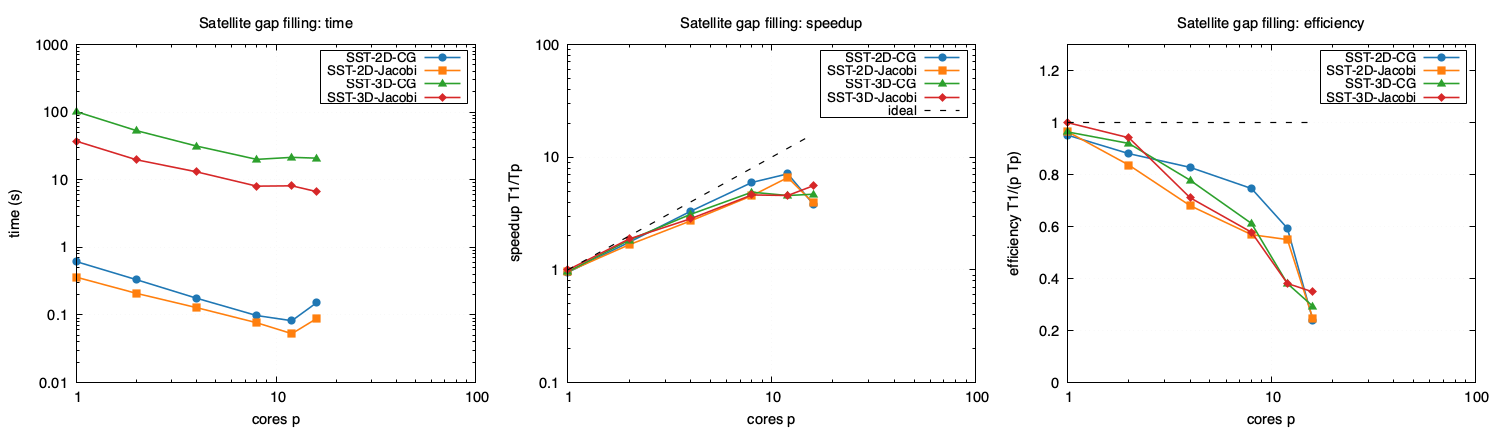 Satellite gap filling: time
1000
100
10
1
0.1
0.01
time (s)
1 10 100
cores p
SST-2D-CG
SST-2D-Jacobi
SST-3D-CG
SST-3D-Jacobi
Satellite gap filling: speedup
100
10
1
0.1
speedup T1/Tp
1 10 100
cores p
SST-2D-CG
SST-2D-Jacobi
SST-3D-CG
SST-3D-Jacobi
ideal
Satellite gap filling: efficiency
1.2
1
0.8
0.6
0.4
0.2
0
efficiency T1/(p Tp)
1 10 100
cores p
SST-2D-CG
SST-2D-Jacobi
SST-3D-CG
SST-3D-Jacobi